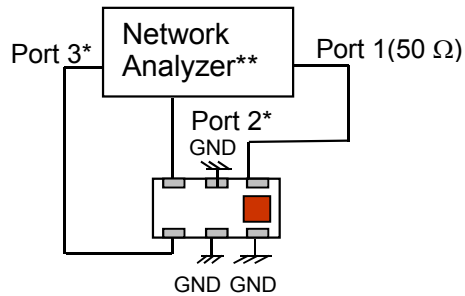 Network
Analyzer**
Port 3*
Port 1(50 Ω)
Port 2*
GND
GND GND